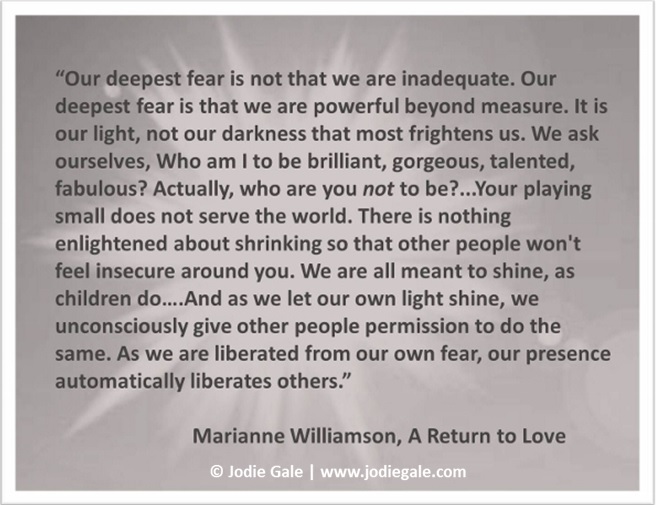 “Our deepest fear is not that we are inadequate. Our
deepest fear is that we are powerful beyond measure. It is
our light, not our darkness that most frightens us. We ask
ourselves, Who am I to be brilliant, gorgeous, talented,
fabulous? Actually, who are you not to be?...Your playing
small does not serve the world. There is nothing
enlightened about shrinking so that other people won't
feel insecure around you. We are all meant to shine, as
children do....And as we let our own light shine, we
unconsciously give other people permission to do the
same. As we are liberated from our own fear, our presence
automatically liberates others.”
Marianne Williamson, A Return to Love
© Jodie Gale | www.jodiegale.com